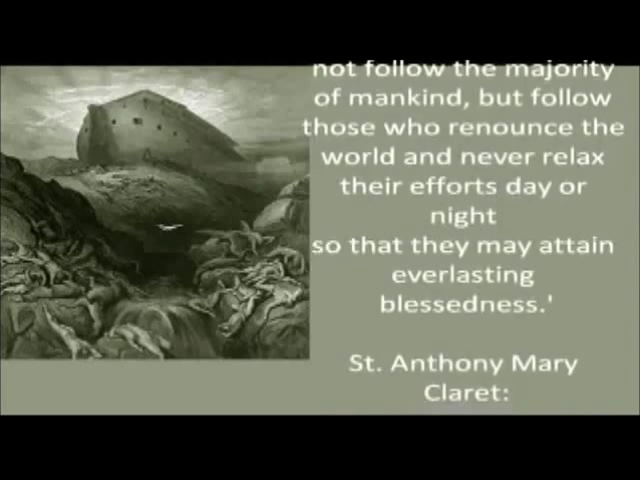 not follow the majority
of mankind, but follow
those who renounce the
world and never relax
their efforts day or
night
so that they may attain
everlasting
blessedness.'
St. Anthony Mary
Claret: